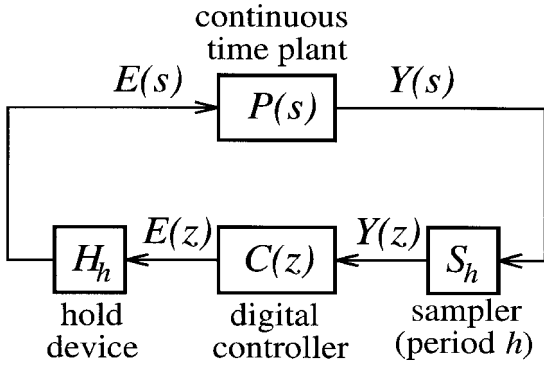 continuous
time plant
E(s)
P(s)
Y(s)
H_h
E(z)
C(z)
Y(z)
S_h
hold
device
digital
controller
sampler
(period h)